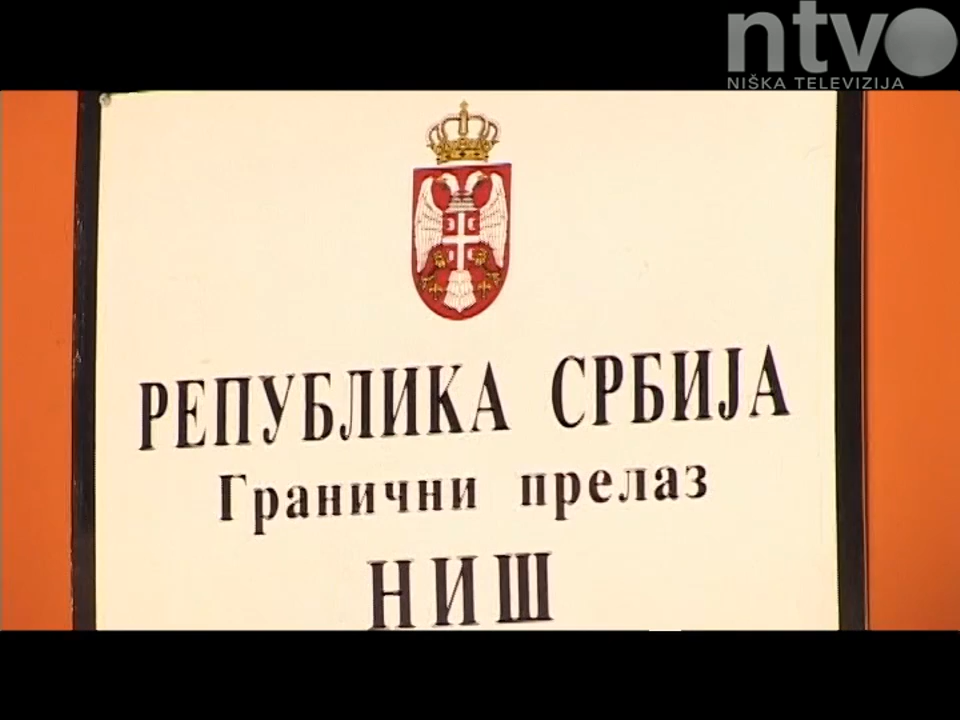 ntv
NIŠKA TELEVIZIJA
РЕПУБЛИКА СРБИЈА
Гранични прелаз
НИШ